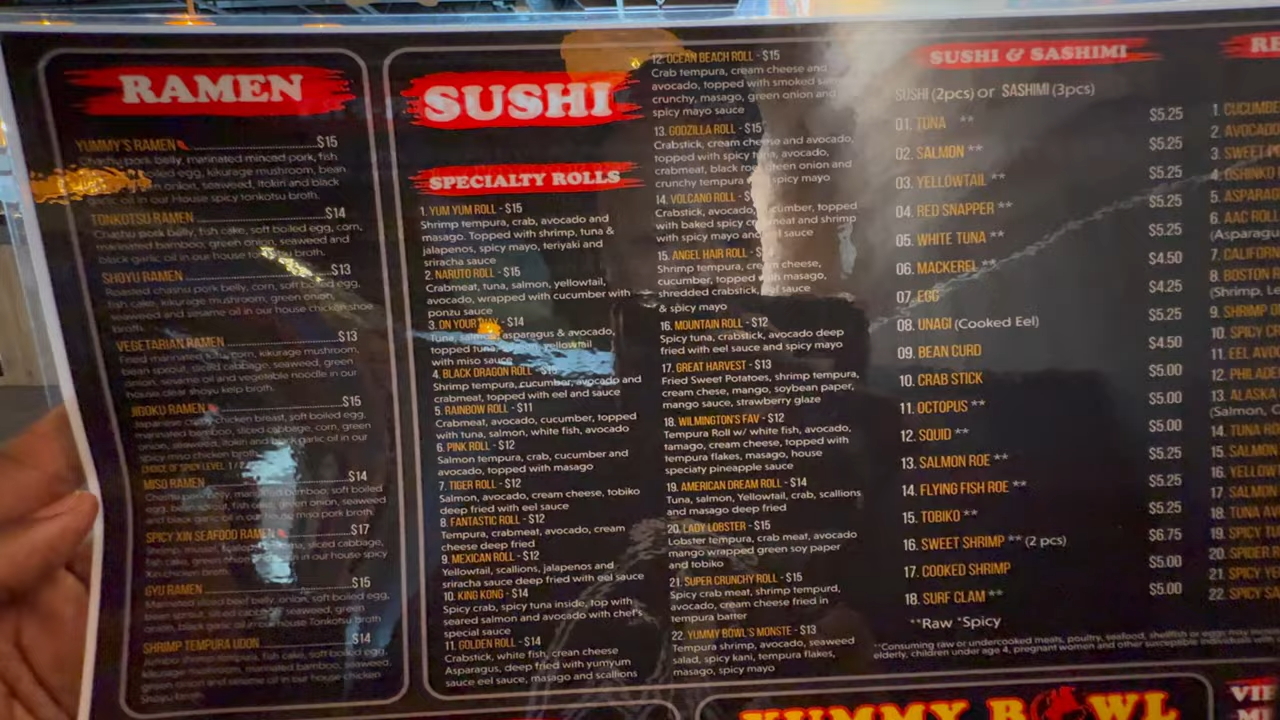 RAMEN
YUMMY'S RAMEN $15
Chashu pork belly, marinated minced pork, fish
boiled egg, kikurage mushroom, bean
onion, seaweed, itokiri and black
garlic oil in our House spicy tonkotsu broth.
TONKOTSU RAMEN $14
Chashu pork belly, fish cake, soft boiled egg, corn,
marinated bamboo, green onion, seaweed and
black garlic oil in our house tonkotsu broth.
SHOYU RAMEN $13
Roasted chashu pork belly, corn, soft boiled egg,
fish cake, kikurage mushroom, green onion,
seaweed and sesame oil in our house chicken shoe
broth.
VEGETARIAN RAMEN $13
Fried marinated tofu, corn, kikurage mushroom,
bean sprout, sliced cabbage, seaweed, green
onion, sesame oil and vegetable noodle in our
house clear shoyu kelp broth.
JIGOKU RAMEN $15
Japanese chicken breast, soft boiled egg,
marinated bamboo, sliced cabbage, corn, green
onion, seaweed, itokiri and black garlic oil in our
spicy miso chicken broth.
CHOICE OF SPICY LEVEL 1 / 2
MISO RAMEN $14
Chashu pork belly, marinated bamboo, soft boiled
egg, bean sprout, fish cake, green onion, seaweed
and black garlic oil in our house miso pork broth.
SPICY XIN SEAFOOD RAMEN $17
Shrimp, mussel, sliced cabbage,
fish cake, green onion in our house spicy
Xin chicken broth.
GYU RAMEN $15
Marinated sliced beef belly, onion, soft boiled egg,
bean sprout, sliced cabbage, seaweed, green
onion, black garlic oil in our house Tonkotsu broth
SHRIMP TEMPURA UDON $14
Jumbo shrimp tempura, fish cake, soft boiled egg,
kikurage mushroom, marinated bamboo, seaweed,
green onion and sesame oil in our house chicken
Shoyu broth.
SUSHI
SPECIALTY ROLLS
1. YUM YUM ROLL - $15
Shrimp tempura, crab, avocado and
masago. Topped with shrimp, tuna &
jalapenos, spicy mayo, teriyaki and
sriracha sauce
2. NARUTO ROLL - $15
Crabmeat, tuna, salmon, yellowtail,
avocado, wrapped with cucumber with
ponzu sauce
3. ON YOUR WAY - $14
Tuna, salmon, asparagus & avocado,
topped tuna, yellowtail
with miso sauce
4. BLACK DRAGON ROLL - $15
Shrimp tempura, cucumber, avocado and
crabmeat, topped with eel and sauce
5. RAINBOW ROLL - $11
Crabmeat, avocado, cucumber, topped
with tuna, salmon, white fish, avocado
6. PINK ROLL - $12
Salmon tempura, crab, cucumber and
avocado, topped with masago
7. TIGER ROLL - $12
Salmon, avocado, cream cheese, tobiko
deep fried with eel sauce
8. FANTASTIC ROLL - $12
Tempura, crabmeat, avocado, cream
cheese deep fried
9. MEXICAN ROLL - $12
Yellowtail, scallions, jalapenos and
sriracha sauce deep fried with eel sauce
10. KING KONG - $14
Spicy crab, spicy tuna inside, top with
seared salmon and avocado with chef's
special sauce
11. GOLDEN ROLL - $14
Crabstick, white fish, crean cheese
Asparagus, deep fried with yumyum
sauce eel sauce, masago and scallions
12. OCEAN BEACH ROLL - $15
Crab tempura, cream cheese and
avocado, topped with smoked salmon
crunchy, masago, green onion and
spicy mayo sauce
13. GODZILLA ROLL - $15
Crabstick, cream cheese and avocado,
topped with spicy tuna, avocado,
crabmeat, black roe, green onion and
crunchy tempura spicy mayo
14. VOLCANO ROLL -
Crabstick, avocado, cucumber, topped
with baked spicy crabmeat and shrimp
with spicy mayo and eel sauce
15. ANGEL HAIR ROLL -
Shrimp tempura, cream cheese,
cucumber, topped with masago,
shredded crabstick, eel sauce
& spicy mayo
16. MOUNTAIN ROLL - $12
Spicy tuna, crabstick, avocado deep
fried with eel sauce and spicy mayo
17. GREAT HARVEST - $13
Fried Sweet Potatoes, shrimp tempura,
cream chese, mango, soybean paper,
mango sauce, strawberry glaze
18. WILMINGTON'S FAV - $12
Tempura Roll w/ white fish, avocado,
tamago, cream cheese, topped with
tempura flakes, masago, house
speciaty pineapple sauce
19. AMERICAN DREAM ROLL - $14
Tuna, salmon, Yellowtail, crab, scallions
and masago deep fried
20. LADY LOBSTER - $15
Lobster tempura, crab meat, avocado
mango wrapped green soy paper
and tobiko
21. SUPER CRUNCHY ROLL - $15
Spicy crab meat, shrimp tempurd,
avocado, cream cheese fried in
tempura batter
22. YUMMY BOWL'S MONSTE - $13
Tempura shrimp, avocado, seaweed
salad, spicy kani, tempura flakes,
masago, spicy mayo
SUSHI & SASHIMI
SUSHI (2pcs) or SASHIMI (3pcs)
01. TUNA ** $5.25
02. SALMON ** $5.25
03. YELLOWTAIL ** $5.25
04. RED SNAPPER ** $5.25
05. WHITE TUNA ** $5.25
06. MACKEREL ** $4.50
07. EGG $4.25
08. UNAGI (Cooked Eel) $5.25
09. BEAN CURD $4.50
10. CRAB STICK $5.00
11. OCTOPUS ** $5.00
12. SQUID ** $5.00
13. SALMON ROE ** $5.25
14. FLYING FISH ROE ** $5.25
15. TOBIKO ** $5.25
16. SWEET SHRIMP ** (2 pcs) $6.75
17. COOKED SHRIMP $5.00
18. SURF CLAM ** $5.00
**Raw *Spicy
**Consuming raw or undercooked meats, poultry, seafood, shellfish or eggs may
elderly, children under age 4, pregnant women and other susceptible
1. CUCUMBE
2. AVOCADO
3. SWEET P
4. OSHINKO
5. ASPARAG
6. AAC ROLL
(Asparagu
7. CALIFORN
8. BOSTON R
(Shrimp, Le
9. SHRIMP
10. SPICY C
11. EEL AVO
12. PHILADE
13. ALASKA
(Salmon,
14. TUNA RO
15. SALMON
16. YELLOW
17. SALMON
18. TUNA AV
19. SPICY TU
20. SPIDER
21. SPICY YE
22. SPICY SA
YUMMY BOWL
VIE